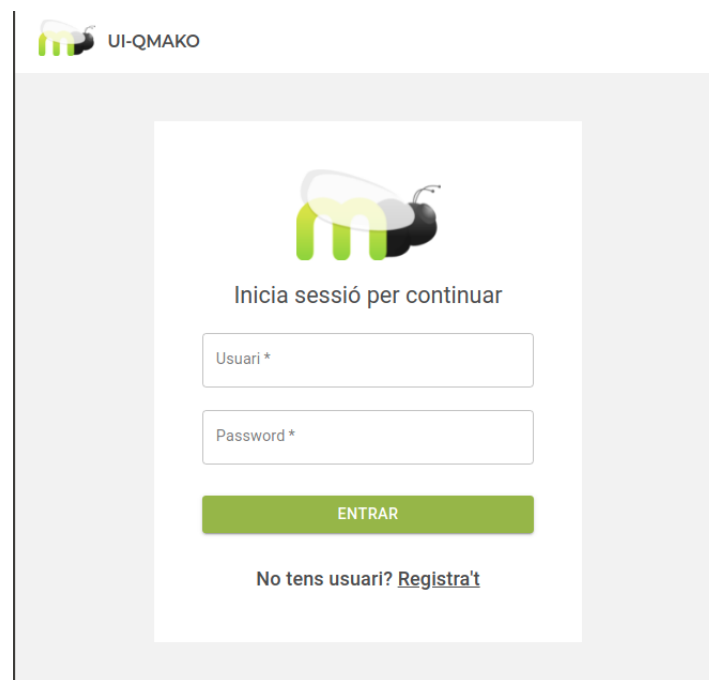 UI-QMAKO
Inicia sessió per continuar
Usuari *
Password *
ENTRAR
No tens usuari? Registra't